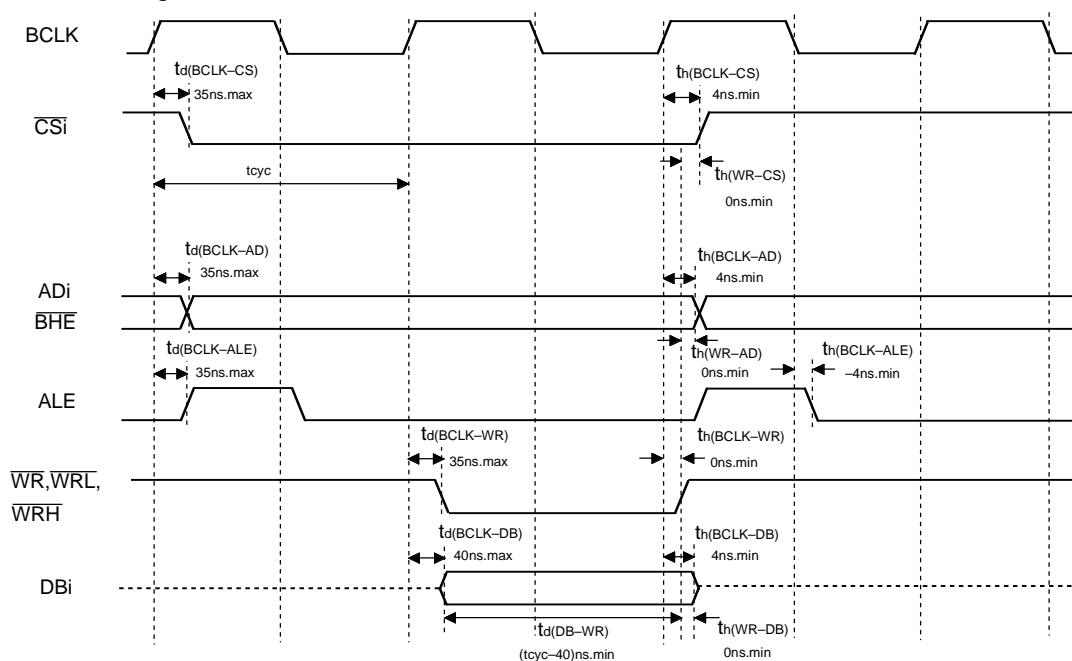 BCLK
td(BCLK–CS)
35ns.max
th(BCLK–CS)
4ns.min
CSi
tcyc
th(WR–CS)
0ns.min
td(BCLK–AD)
35ns.max
th(BCLK–AD)
4ns.min
ADi
BHE
td(BCLK–ALE)
35ns.max
th(WR–AD)
0ns.min
th(BCLK–ALE)
–4ns.min
ALE
td(BCLK–WR)
35ns.max
th(BCLK–WR)
0ns.min
WR,WRL,
WRH
td(BCLK–DB)
40ns.max
th(BCLK–DB)
4ns.min
DBi
td(DB–WR)
(tcyc–40)ns.min
th(WR–DB)
0ns.min